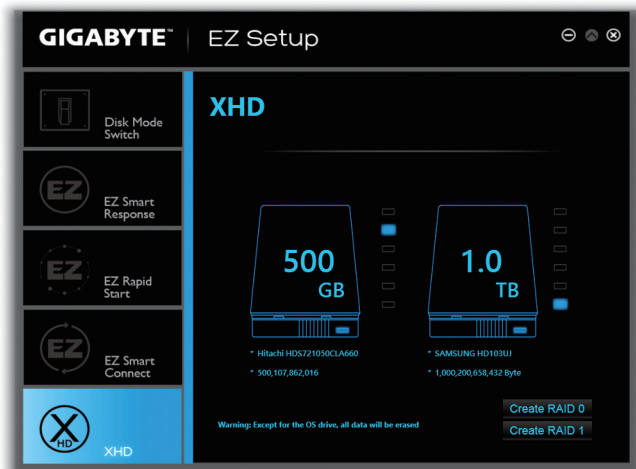 GIGABYTE™ EZ Setup
Disk Mode
Switch
EZ
EZ Smart
Response
EZ
EZ Rapid
Start
EZ
EZ Smart
Connect
X
HD
XHD
XHD
500
GB
1.0
TB
* Hitachi HDS721050CLA660
* 500,107,862,016
* SAMSUNG HD103UJ
* 1,000,200,658,432 Byte
Warning: Except for the OS drive, all data will be erased
Create RAID 0
Create RAID 1